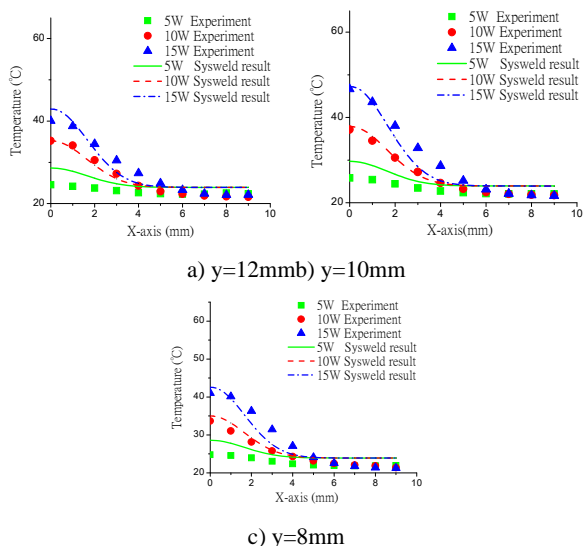 5W Experiment
10W Experiment
15W Experiment
5W Sysweld result
10W Sysweld result
15W Sysweld result
Temperature (℃)
60
40
20
0 2 4 6 8 10
X-axis (mm)
5W Experiment
10W Experiment
15W Experiment
5W Sysweld result
10W Sysweld result
15W Sysweld result
Temperature (℃)
60
40
20
0 2 4 6 8 10
X-axis(mm)
a) y=12mmb) y=10mm
5W Experiment
10W Experiment
15W Experiment
5W Sysweld result
10W Sysweld result
15W Sysweld result
Temperature (℃)
60
50
40
30
20
0 2 4 6 8 10
X-axis (mm)
c) y=8mm